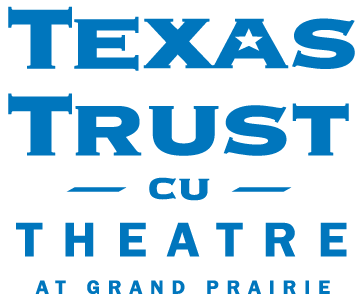 TEXAS
TRUST
CU
THEATRE
AT GRAND PRAIRIE